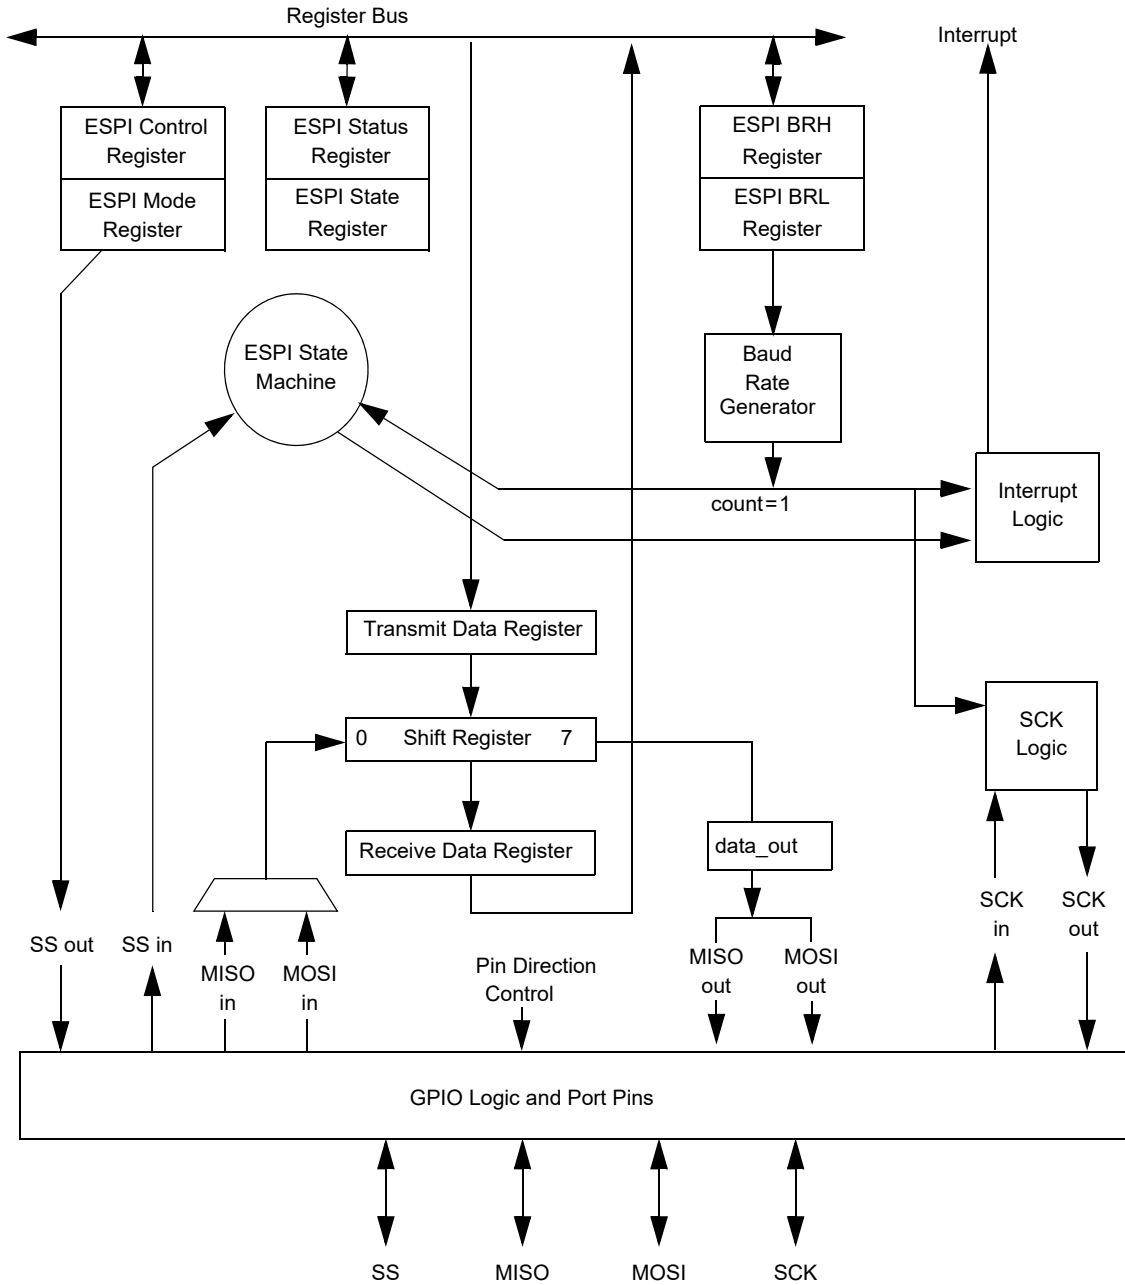 Register Bus
Interrupt
ESPI Control
Register
ESPI Mode
Register
ESPI Status
Register
ESPI State
Register
ESPI BRH
Register
ESPI BRL
Register
ESPI State
Machine
Baud
Rate
Generator
count=1
Interrupt
Logic
Transmit Data Register
0 Shift Register 7
SCK
Logic
Receive Data Register
data_out
SS out
SS in
MISO
in
MOSI
in
Pin Direction
Control
MISO
out
MOSI
out
SCK
in
SCK
out
GPIO Logic and Port Pins
SS
MISO
MOSI
SCK